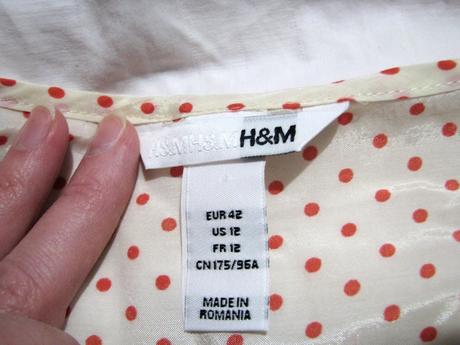 H&MH&MH&M
EUR 42
US 12
FR 12
CN175/96A
MADE IN
ROMANIA